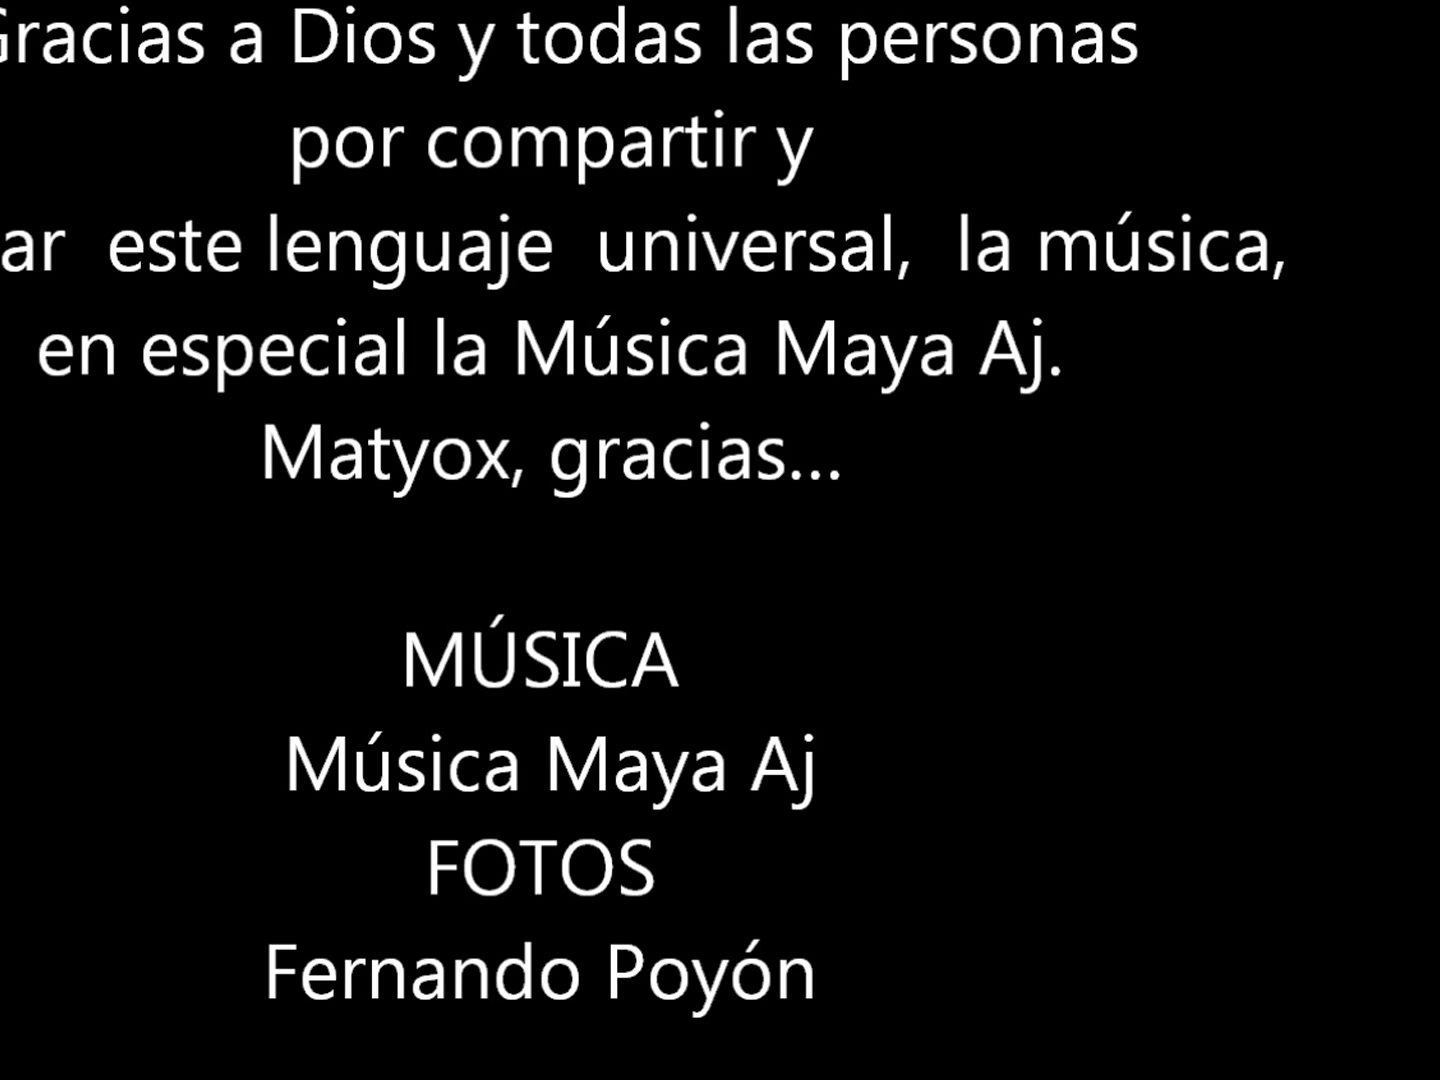 Gracias a Dios y todas las personas
por compartir y
ar este lenguaje universal, la música,
en especial la Música Maya Aj.
Matyox, gracias...
MÚSICA
Música Maya Aj
FOTOS
Fernando Poyón